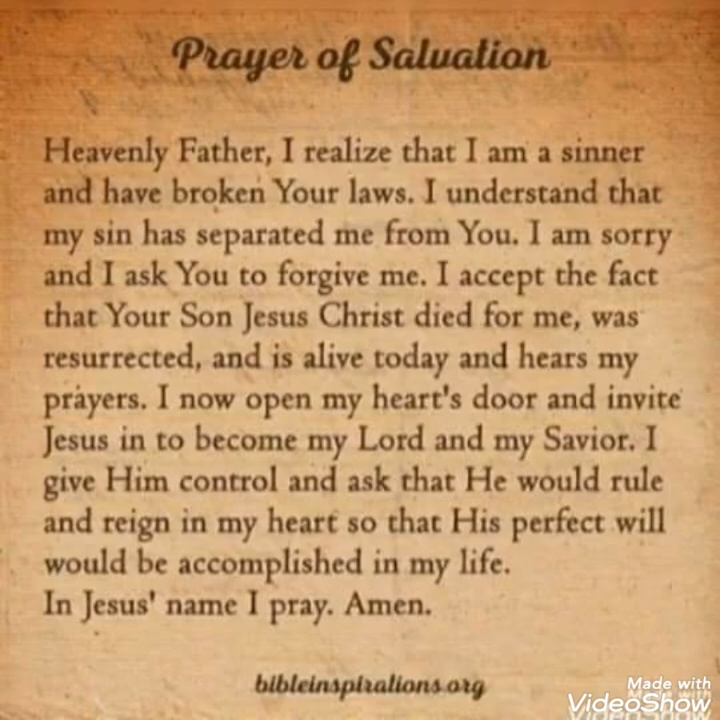 Prayer of Salvation
Heavenly Father, I realize that I am a sinner
and have broken Your laws. I understand that
my sin has separated me from You. I am sorry
and I ask You to forgive me. I accept the fact
that Your Son Jesus Christ died for me, was
resurrected, and is alive today and hears my
prayers. I now open my heart's door and invite
Jesus in to become my Lord and my Savior. I
give Him control and ask that He would rule
and reign in my heart so that His perfect will
would be accomplished in my life.
In Jesus' name I pray. Amen.
bibleinspirations.org
Made with
VideoShow